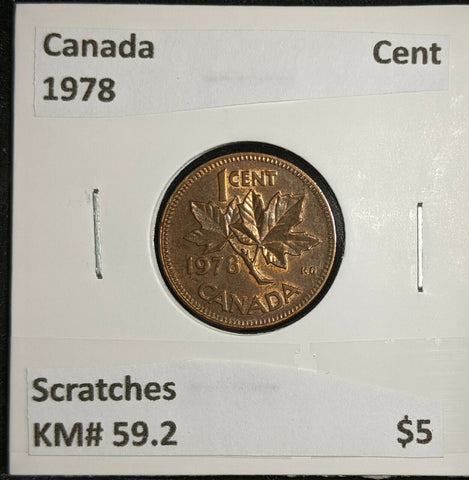 Canada Cent
1978
1 CENT
1978 KG
CANADA
Scratches
KM# 59.2 $5